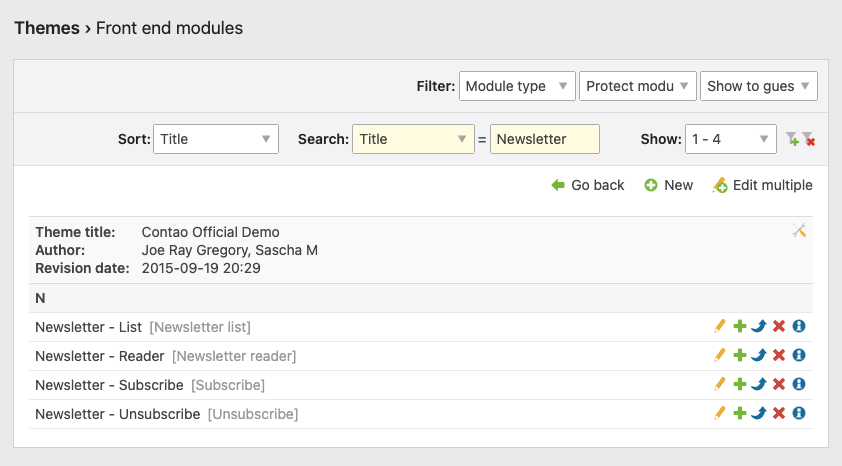 Themes › Front end modules
Filter: Module type Protect modu Show to gues
Sort: Title Search: Title = Newsletter Show: 1 - 4
Go back New Edit multiple
Theme title: Contao Official Demo
Author: Joe Ray Gregory, Sascha M
Revision date: 2015-09-19 20:29
N
Newsletter - List [Newsletter list]
Newsletter - Reader [Newsletter reader]
Newsletter - Subscribe [Subscribe]
Newsletter - Unsubscribe [Unsubscribe]